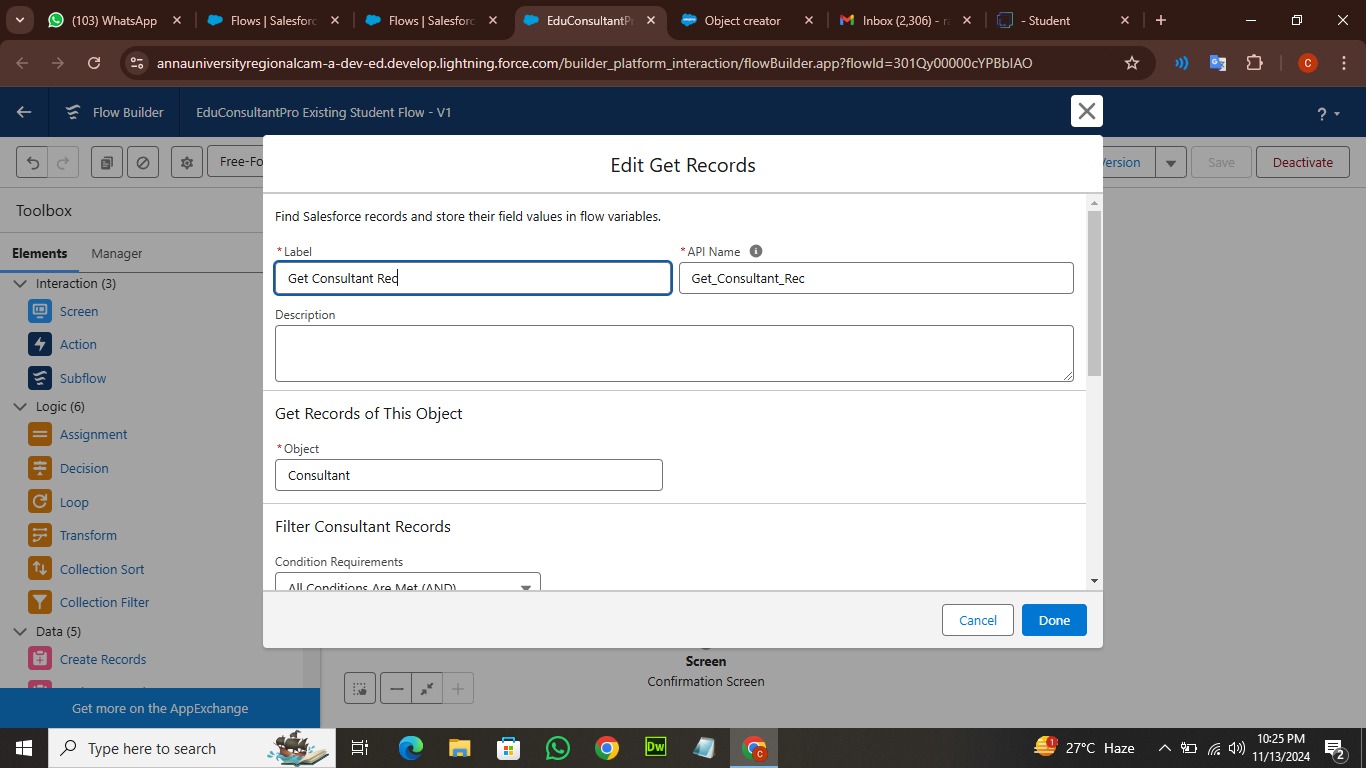 (103) WhatsApp
Flows | Salesforc
Flows | Salesforc
EduConsultantPr
Object creator
Inbox (2,306) - ra
- Student
annauniversityregionalcam-a-dev-ed.develop.lightning.force.com/builder_platform_interaction/flowBuilder.app?flowId=301Qy00000cYPBbIAO
C
Flow Builder
EduConsultantPro Existing Student Flow - V1
?
Free-Fo
Version
Save
Deactivate
Edit Get Records
Toolbox
Elements
Manager
Interaction (3)
Screen
Action
Subflow
Logic (6)
Assignment
Decision
Loop
Transform
Collection Sort
Collection Filter
Data (5)
Create Records
Get more on the AppExchange
Find Salesforce records and store their field values in flow variables.
* Label
Get Consultant Rec
* API Name
Get_Consultant_Rec
Description
Get Records of This Object
* Object
Consultant
Filter Consultant Records
Condition Requirements
All Conditions Are Met (AND)
Cancel
Done
Screen
Confirmation Screen
Type here to search
Dw
C
1
27°C Haze
10:25 PM
11/13/2024
2